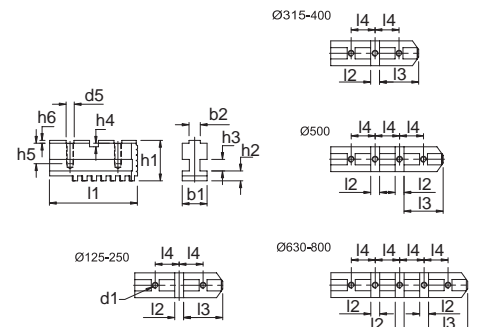 Ø315-400
l4 l4
l2 l3
h6 d5 h4
b2
h3
h2
h5 h1
l1 b1
Ø500
l4 l4 l4
l2 l2
l3
Ø125-250
l4 l4
d1 l2 l3
Ø630-800
l4 l4 l4 l4
l2 l2
l2 l3